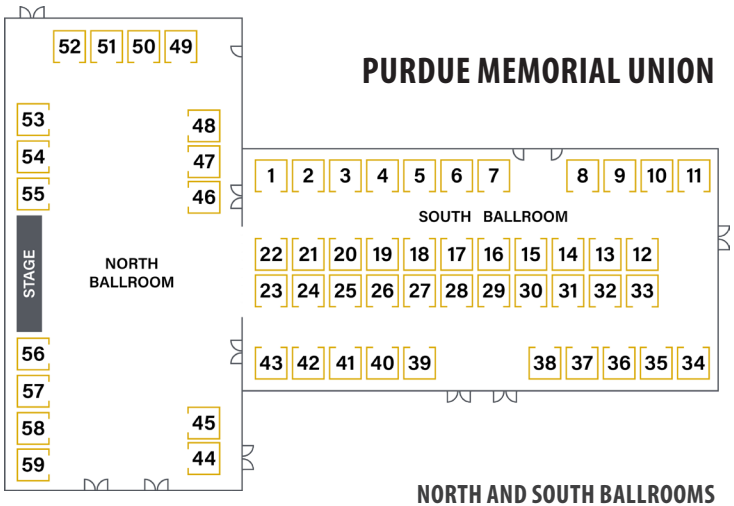 52 51 50 49
PURDUE MEMORIAL UNION
53
48
54
47
55
46
1 2 3 4 5 6 7 8 9 10 11
SOUTH BALLROOM
STAGE
NORTH
BALLROOM
22 21 20 19 18 17 16 15 14 13 12
23 24 25 26 27 28 29 30 31 32 33
56
43 42 41 40 39 38 37 36 35 34
57
58
45
59
44
NORTH AND SOUTH BALLROOMS